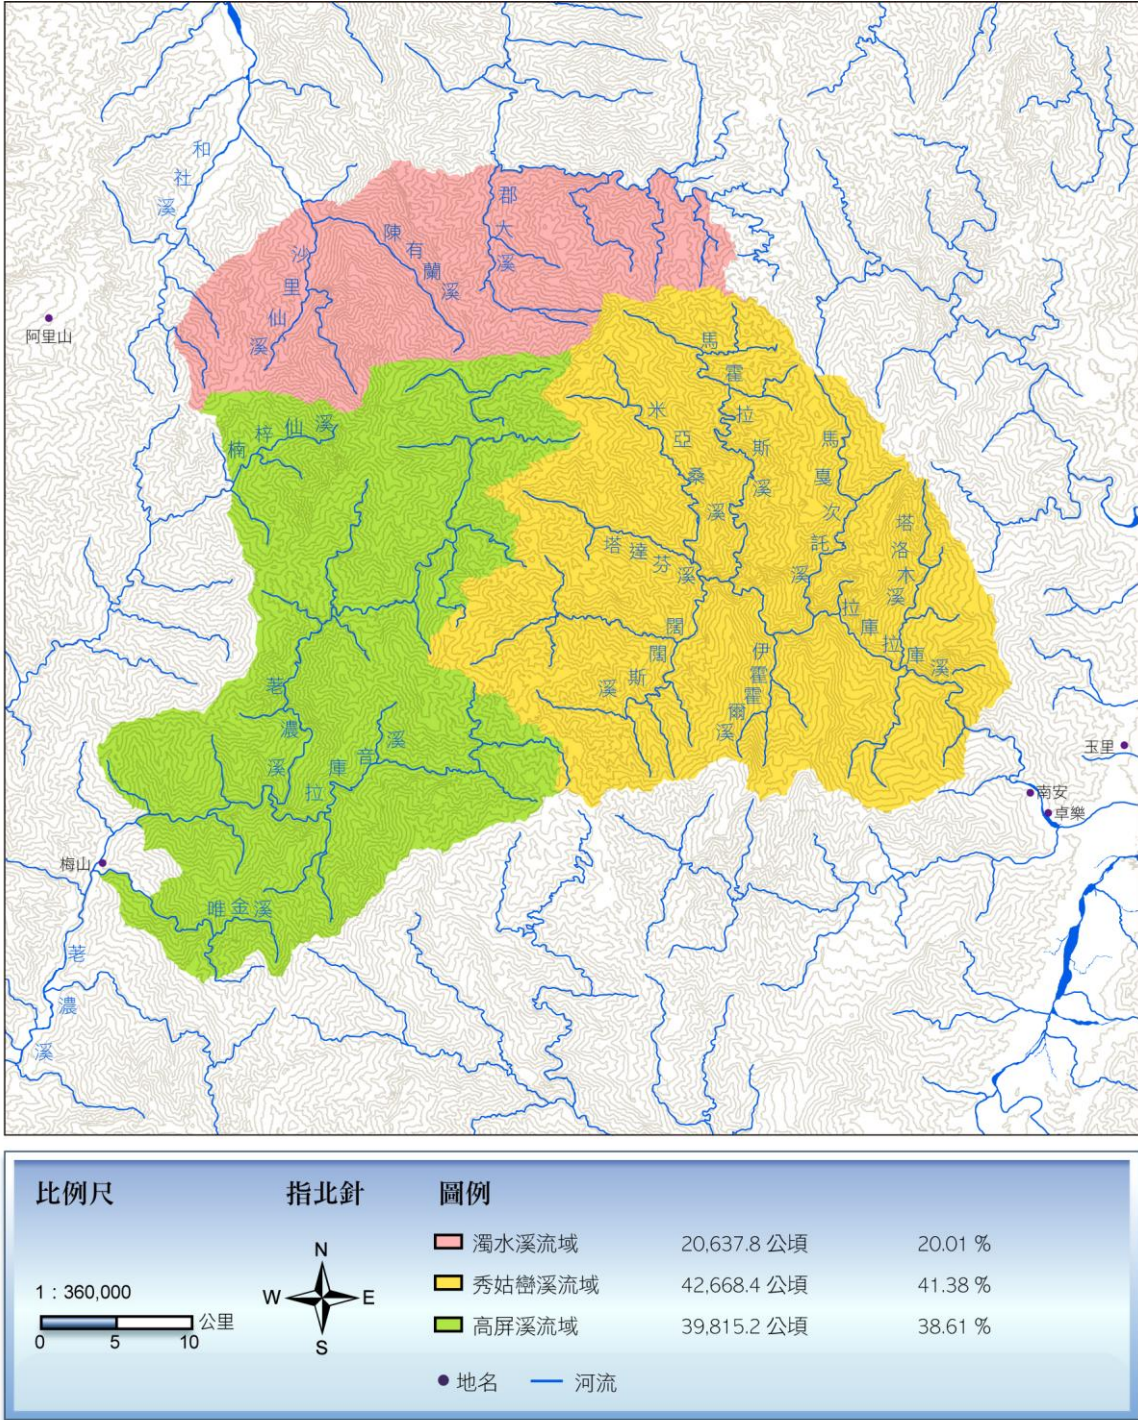 和社溪
郡大溪
陳有蘭溪
沙里仙溪
阿里山
馬霍拉斯溪
米亞桑溪
楠梓仙溪
馬戛次託溪
塔洛木溪
塔達芬溪
拉庫拉庫溪
闊闊斯溪
伊霍霍爾溪
荖濃溪
拉庫音溪
玉里
南安
卓樂
梅山
唯金溪
荖濃溪
比例尺
指北針
圖例
1：360,000
公里
0 5 10
N
W E
S
濁水溪流域 20,637.8 公頃 20.01 %
秀姑巒溪流域 42,668.4 公頃 41.38 %
高屏溪流域 39,815.2 公頃 38.61 %
地名 河流